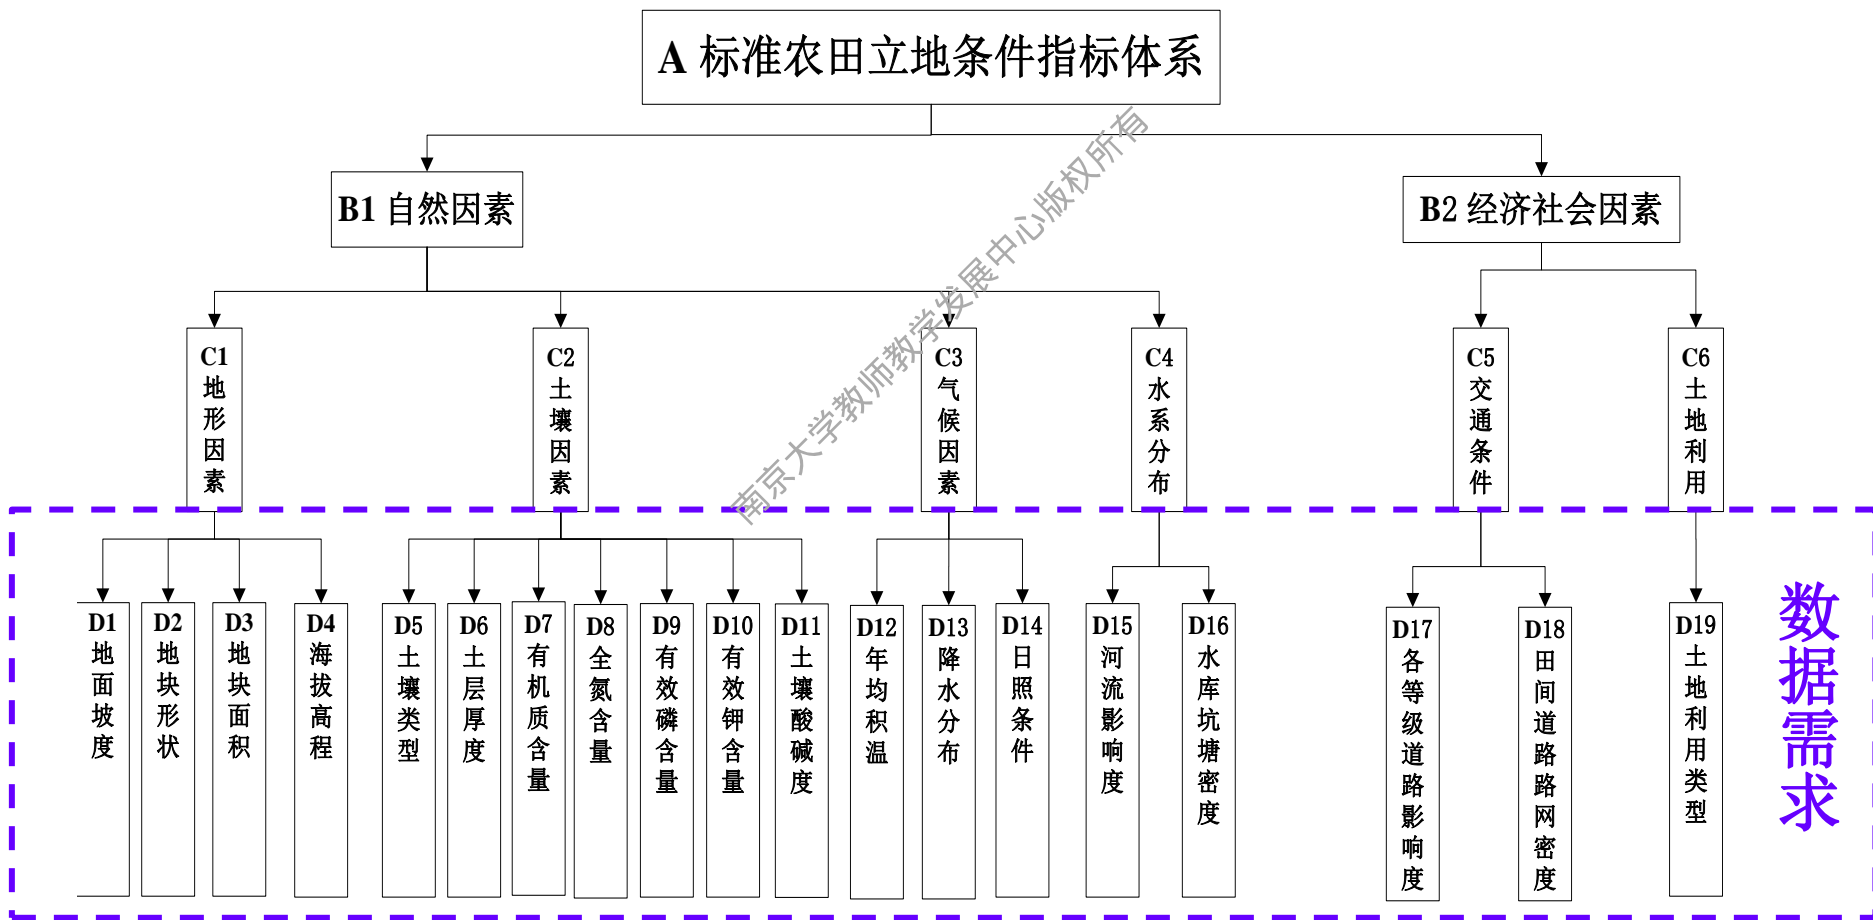 A 标准农田立地条件指标体系
B1 自然因素
B2 经济社会因素
C1 地形因素
C2 土壤因素
C3 气候因素
C4 水系分布
C5 交通条件
C6 土地利用
D1 地面坡度
D2 地块形状
D3 地块面积
D4 海拔高程
D5 土壤类型
D6 土层厚度
D7 有机质含量
D8 全氮含量
D9 有效磷含量
D10 有效钾含量
D11 土壤酸碱度
D12 年均积温
D13 降水分布
D14 日照条件
D15 河流影响度
D16 水库坑塘密度
D17 各等级道路影响度
D18 田间道路路网密度
D19 土地利用类型
数据需求
南京大学教师教学发展中心版权所有